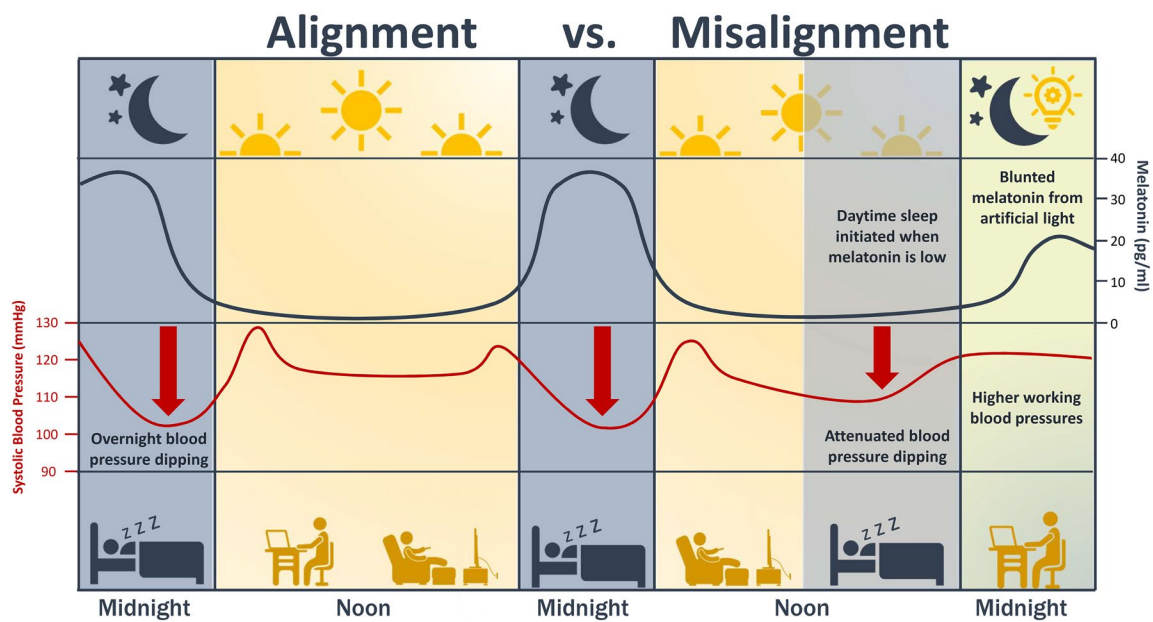 Alignment vs. Misalignment
40
30
20
10
0
Melatonin (pg/ml)
Blunted
melatonin from
artificial light
Daytime sleep
initiated when
melatonin is low
Systolic Blood Pressure (mmHg)
130
120
110
100
90
Overnight blood
pressure dipping
Attenuated blood
pressure dipping
Higher working
blood pressures
z z z
z z z
z z z
Midnight
Noon
Midnight
Noon
Midnight